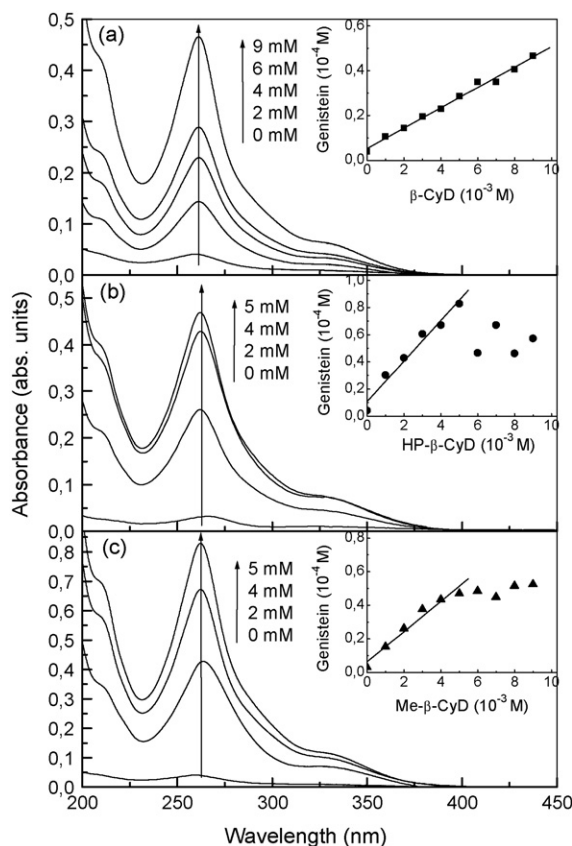 Absorbance (abs. units)
(a)
9 mM
6 mM
4 mM
2 mM
0 mM
0,5
0,4
0,3
0,2
0,1
0,0
Genistein (10⁻⁴ M)
0,6
0,4
0,2
0,0
0 2 4 6 8 10
β-CyD (10⁻³ M)
(b)
5 mM
4 mM
2 mM
0 mM
0,5
0,4
0,3
0,2
0,1
0,0
Genistein (10⁻⁴ M)
1,0
0,8
0,6
0,4
0,2
0,0
0 2 4 6 8 10
HP-β-CyD (10⁻³ M)
(c)
5 mM
4 mM
2 mM
0 mM
0,8
0,7
0,6
0,5
0,4
0,3
0,2
0,1
0,0
Genistein (10⁻⁴ M)
0,8
0,6
0,4
0,2
0,0
0 2 4 6 8 10
Me-β-CyD (10⁻³ M)
200 250 300 350 400 450
Wavelength (nm)